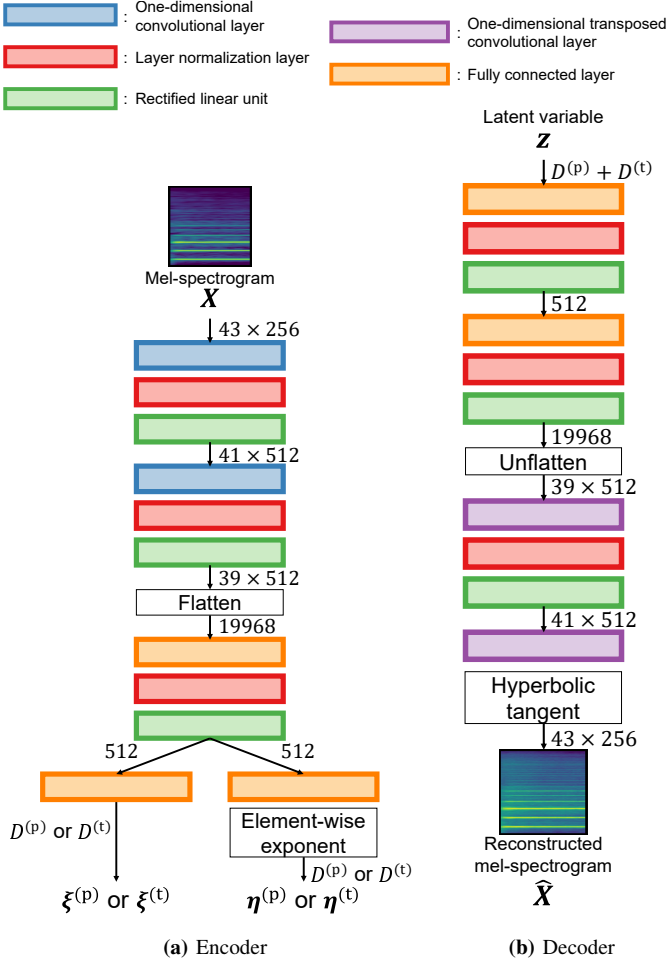 : One-dimensional
convolutional layer
: Layer normalization layer
: Rectified linear unit
: One-dimensional transposed
convolutional layer
: Fully connected layer
Mel-spectrogram
X
43 × 256
41 × 512
39 × 512
Flatten
19968
512
512
D^(p) or D^(t)
Element-wise
exponent
D^(p) or D^(t)
ξ^(p) or ξ^(t)
η^(p) or η^(t)
(a) Encoder
Latent variable
z
D^(p) + D^(t)
512
19968
Unflatten
39 × 512
41 × 512
Hyperbolic
tangent
43 × 256
Reconstructed
mel-spectrogram
X̂
(b) Decoder